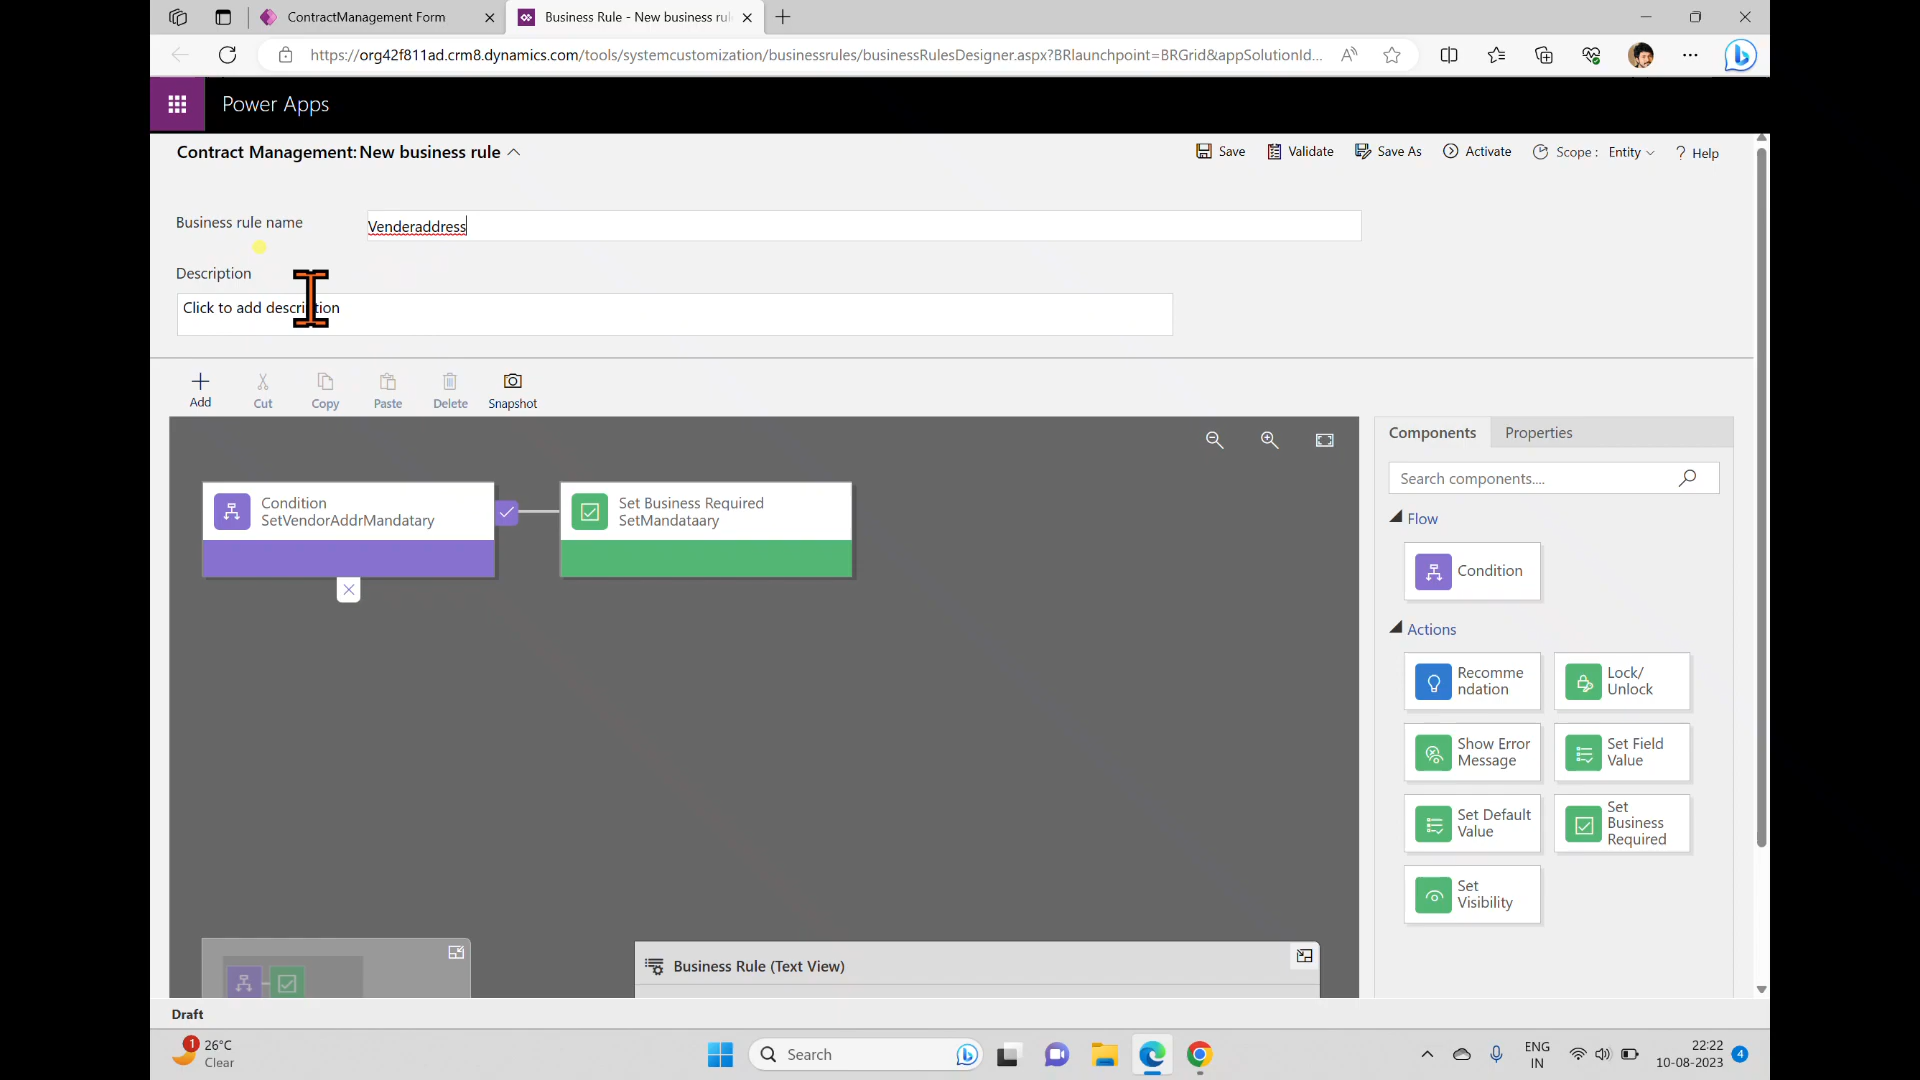 ContractManagement Form
Business Rule - New business rul
https://org42f811ad.crm8.dynamics.com/tools/systemcustomization/businessrules/businessRulesDesigner.aspx?BRlaunchpoint=BRGrid&appSolutionId...
Power Apps
Contract Management: New business rule
Save
Validate
Save As
Activate
Scope :
Entity
? Help
Business rule name
Venderaddress
Description
Click to add description
Add
Cut
Copy
Paste
Delete
Snapshot
Condition
SetVendorAddrMandatary
Set Business Required
SetMandataary
Components
Properties
Search components....
Flow
Condition
Actions
Recomme
ndation
Lock/
Unlock
Show Error
Message
Set Field
Value
Set Default
Value
Set
Business
Required
Set
Visibility
Business Rule (Text View)
Draft
1
26°C
Clear
Search
ENG
IN
22:22
10-08-2023
4